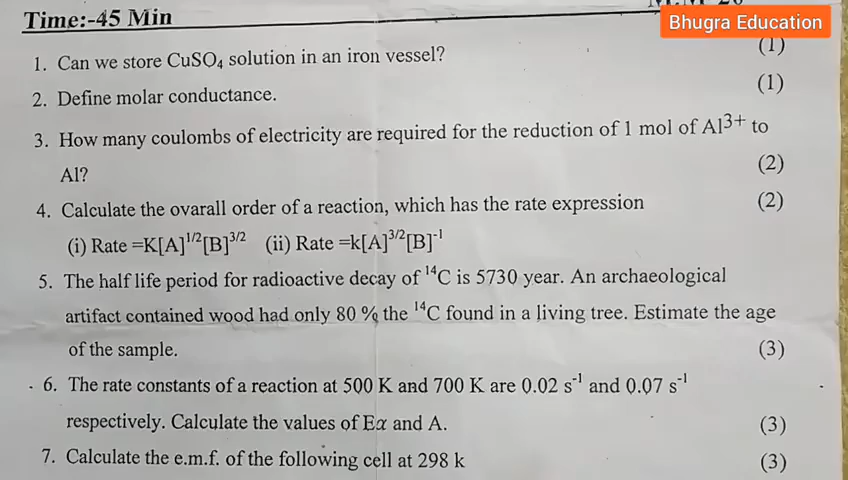 Time:-45 Min
Bhugra Education
1. Can we store CuSO₄ solution in an iron vessel? (1)
2. Define molar conductance. (1)
3. How many coulombs of electricity are required for the reduction of 1 mol of Al³⁺ to
Al? (2)
4. Calculate the ovarall order of a reaction, which has the rate expression (2)
(i) Rate =K[A]¹/²[B]³/² (ii) Rate =k[A]³/²[B]⁻¹
5. The half life period for radioactive decay of ¹⁴C is 5730 year. An archaeological
artifact contained wood had only 80 % the ¹⁴C found in a living tree. Estimate the age
of the sample. (3)
6. The rate constants of a reaction at 500 K and 700 K are 0.02 s⁻¹ and 0.07 s⁻¹
respectively. Calculate the values of Eα and A. (3)
7. Calculate the e.m.f. of the following cell at 298 k (3)